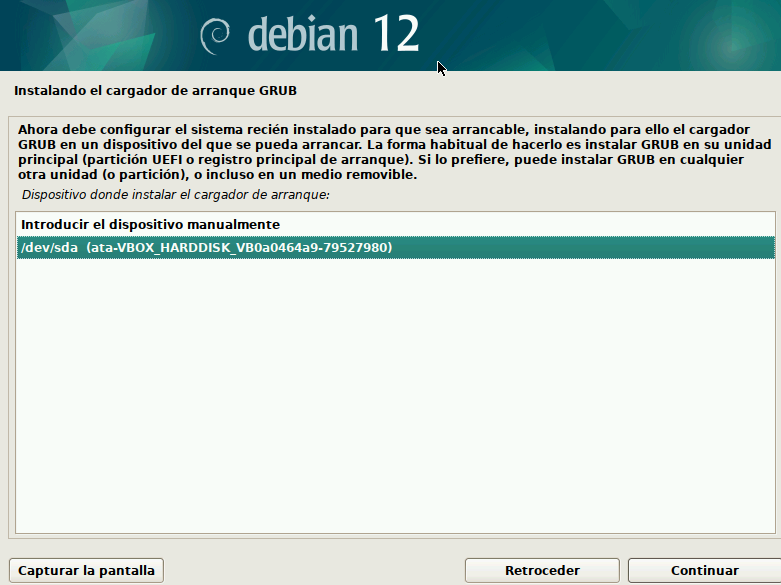 debian 12
Instalando el cargador de arranque GRUB
Ahora debe configurar el sistema recién instalado para que sea arrancable, instalando para ello el cargador
GRUB en un dispositivo del que se pueda arrancar. La forma habitual de hacerlo es instalar GRUB en su unidad
principal (partición UEFI o registro principal de arranque). Si lo prefiere, puede instalar GRUB en cualquier
otra unidad (o partición), o incluso en un medio removible.
Dispositivo donde instalar el cargador de arranque:
Introducir el dispositivo manualmente
/dev/sda  (ata-VBOX_HARDDISK_VB0a0464a9-79527980)
Capturar la pantalla
Retroceder
Continuar